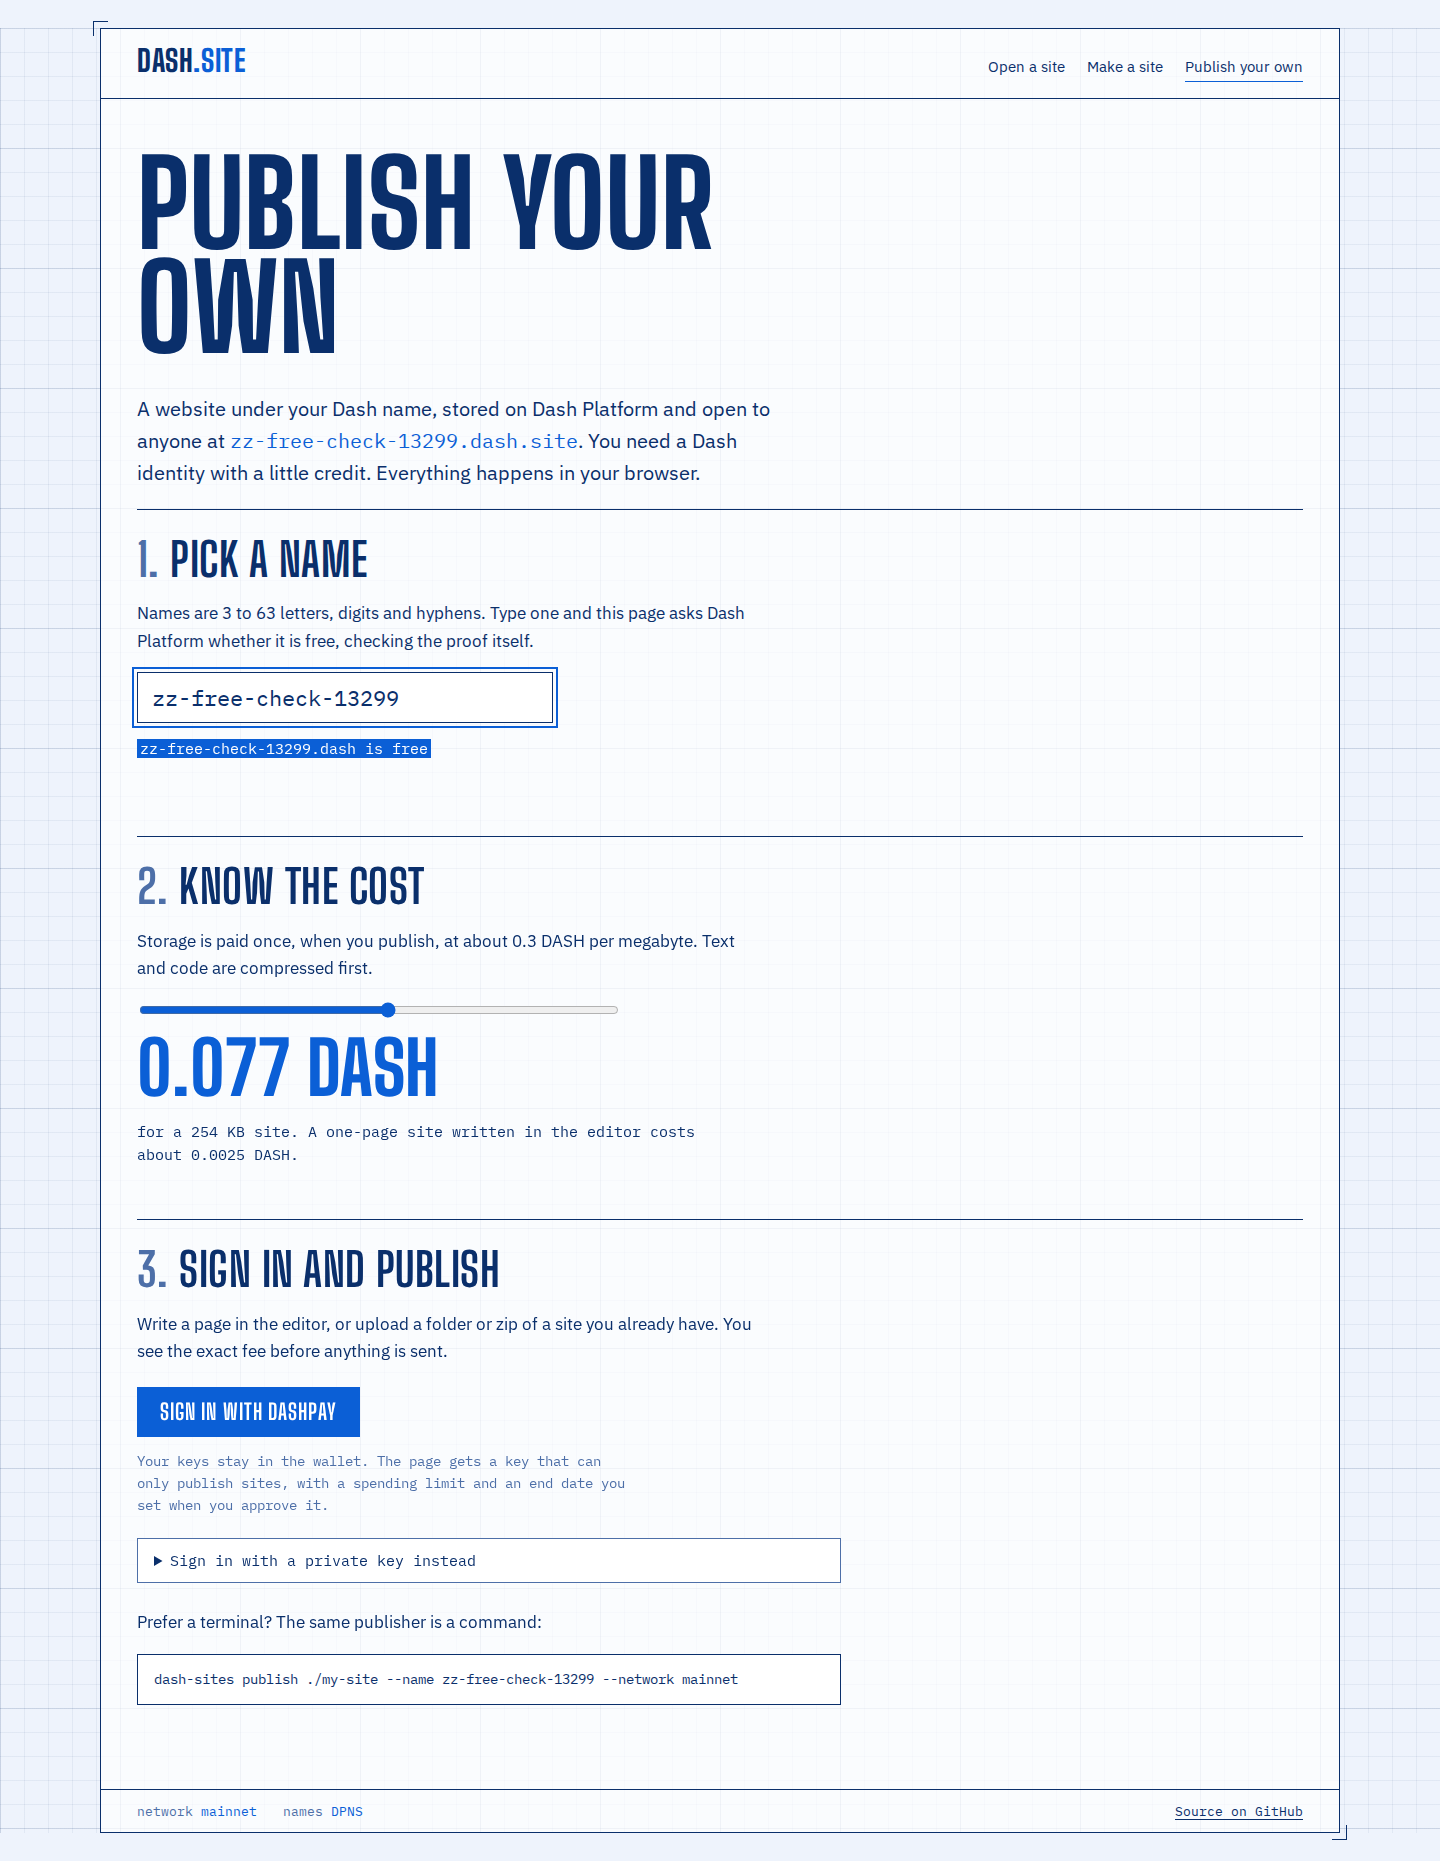 DASH.SITE
Open a site
Make a site
Publish your own
PUBLISH YOUR
OWN
A website under your Dash name, stored on Dash Platform and open to
anyone at zz-free-check-13299.dash.site. You need a Dash
identity with a little credit. Everything happens in your browser.
1. PICK A NAME
Names are 3 to 63 letters, digits and hyphens. Type one and this page asks Dash
Platform whether it is free, checking the proof itself.
zz-free-check-13299
zz-free-check-13299.dash is free
2. KNOW THE COST
Storage is paid once, when you publish, at about 0.3 DASH per megabyte. Text
and code are compressed first.
0.077 DASH
for a 254 KB site. A one-page site written in the editor costs
about 0.0025 DASH.
3. SIGN IN AND PUBLISH
Write a page in the editor, or upload a folder or zip of a site you already have. You
see the exact fee before anything is sent.
SIGN IN WITH DASHPAY
Your keys stay in the wallet. The page gets a key that can
only publish sites, with a spending limit and an end date you
set when you approve it.
Sign in with a private key instead
Prefer a terminal? The same publisher is a command:
dash-sites publish ./my-site --name zz-free-check-13299 --network mainnet
network mainnet
names DPNS
Source on GitHub